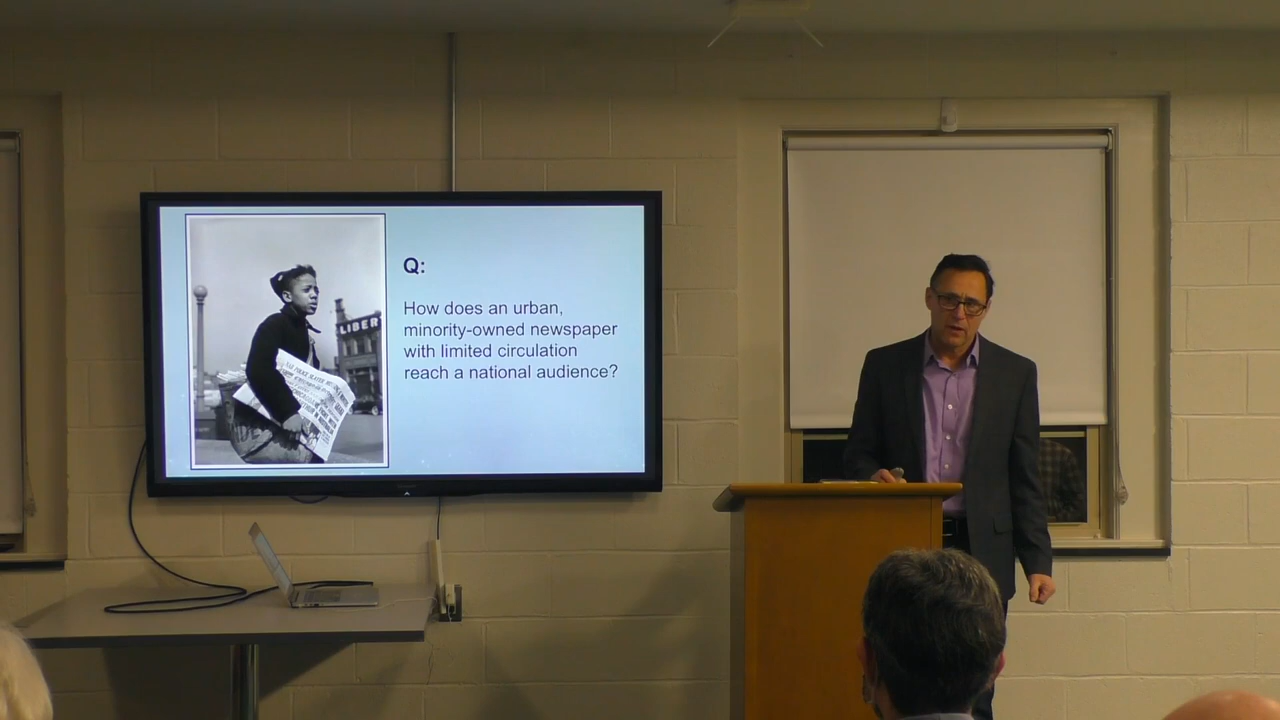 Q:
How does an urban,
minority-owned newspaper
with limited circulation
reach a national audience?
LIBER